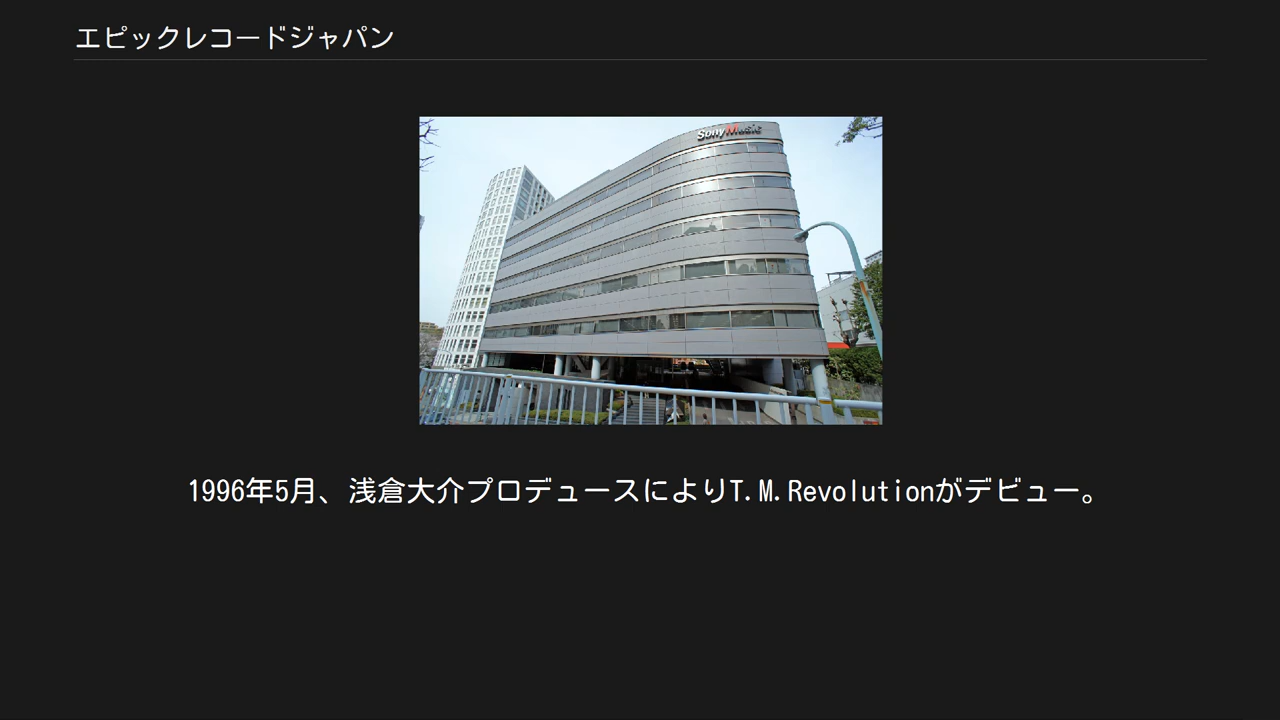 エピックレコードジャパン
Sony Music
1996年5月、浅倉大介プロデュースによりT.M.Revolutionがデビュー。